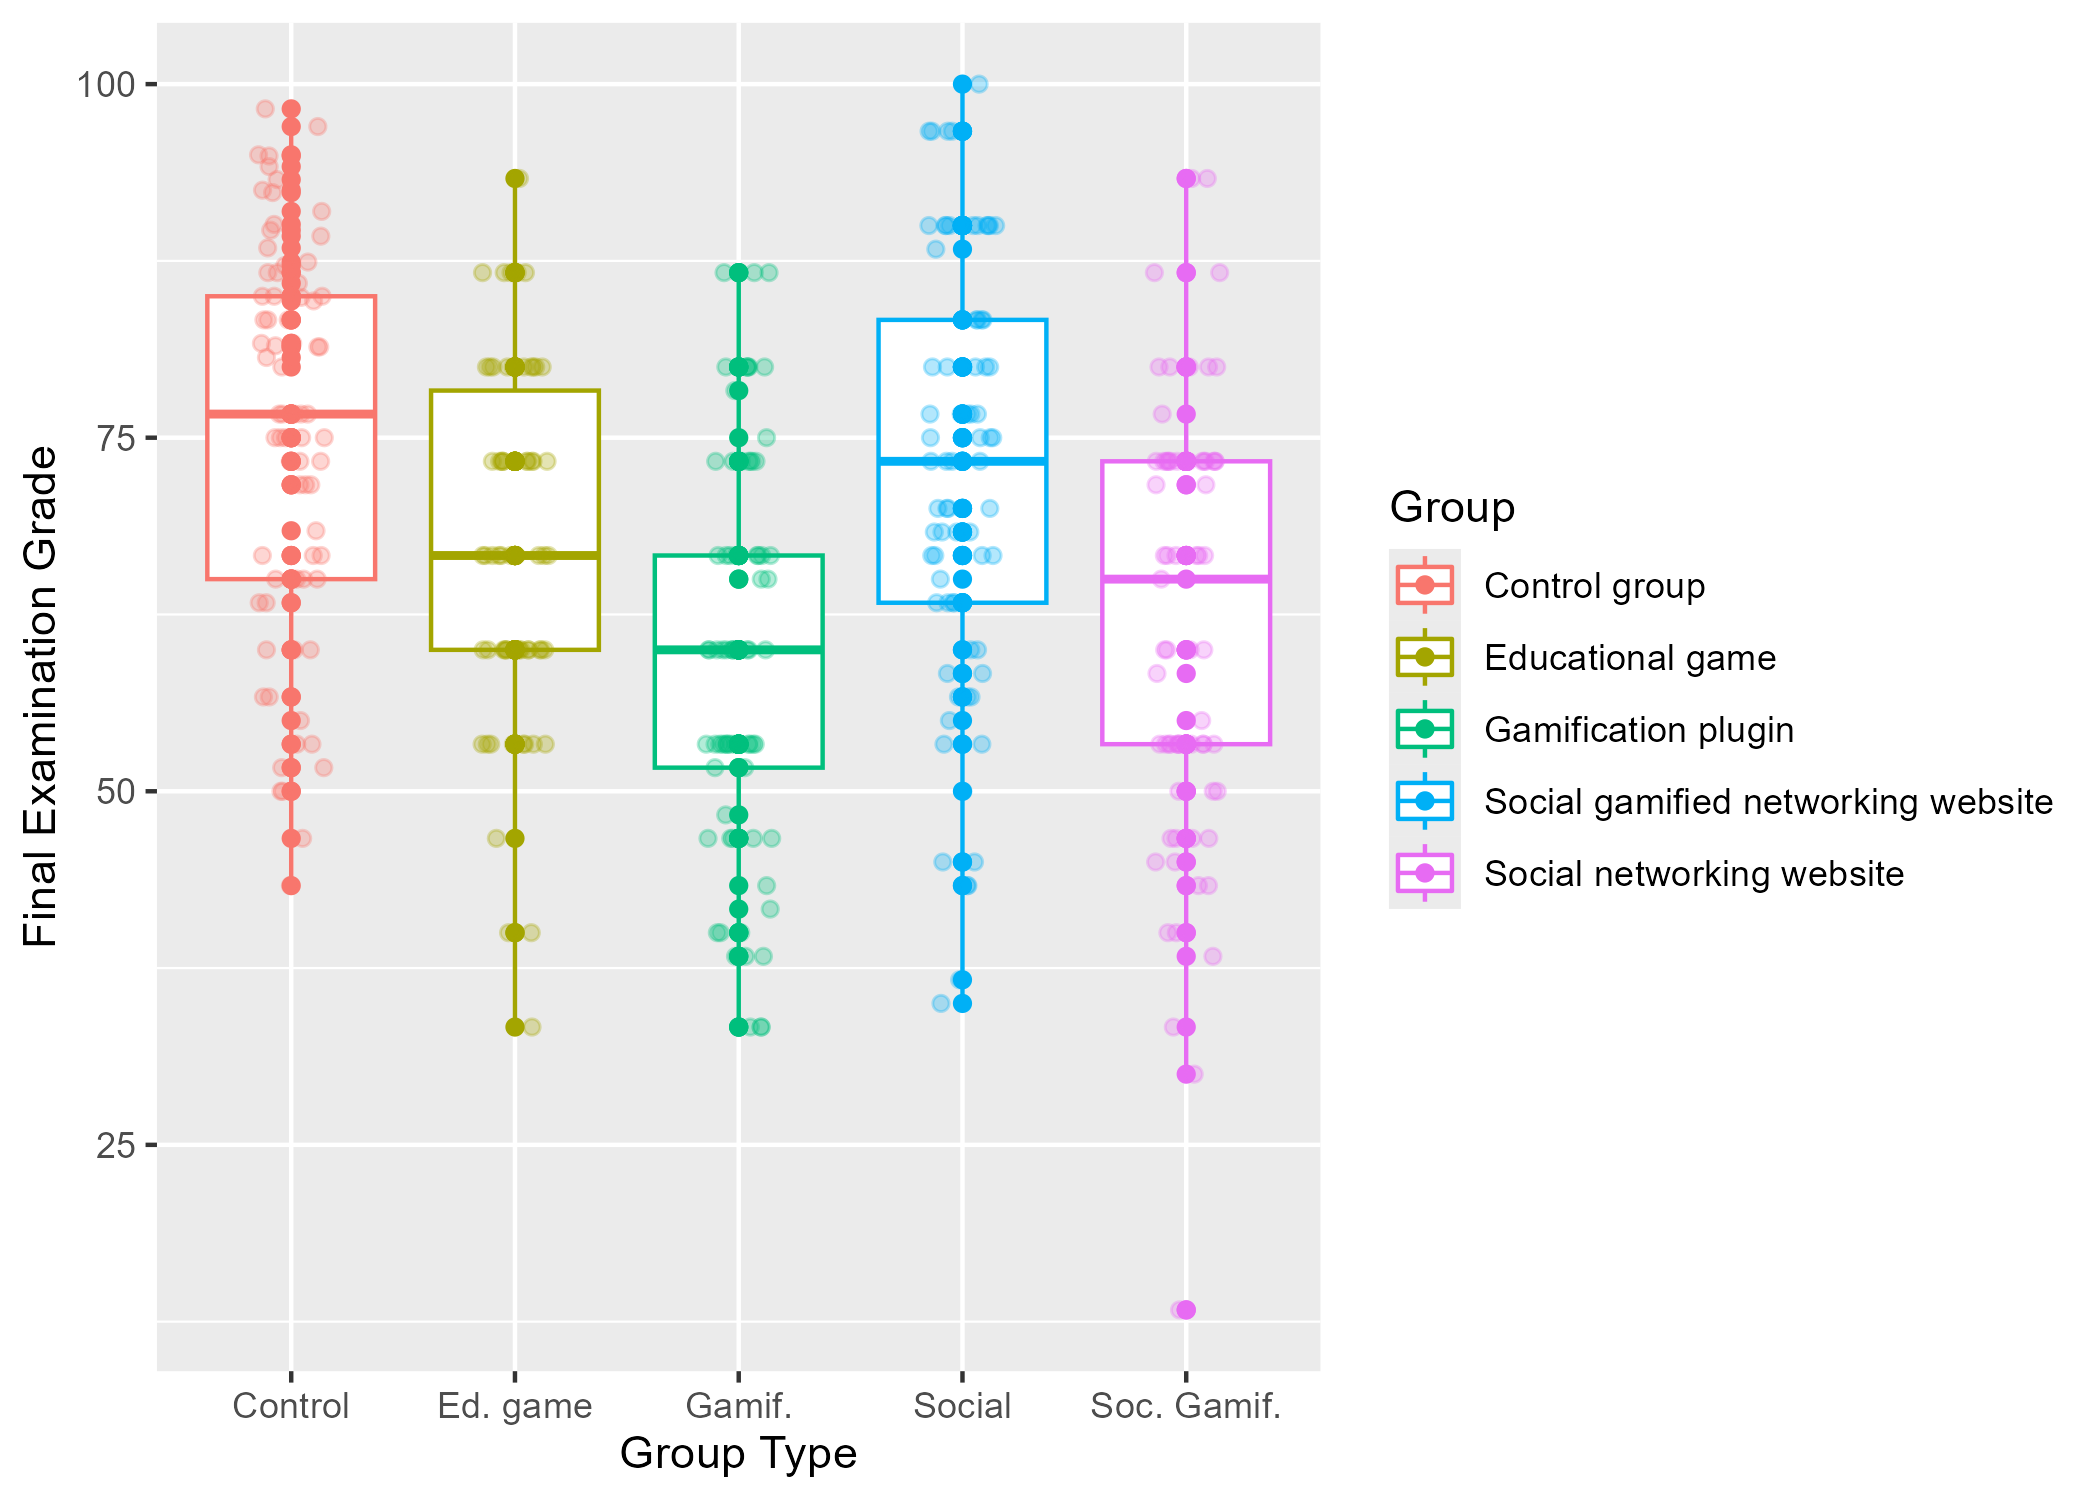 Final Examination Grade
100
75
50
25
Control
Ed. game
Gamif.
Social
Soc. Gamif.
Group Type
Group
Control group
Educational game
Gamification plugin
Social gamified networking website
Social networking website